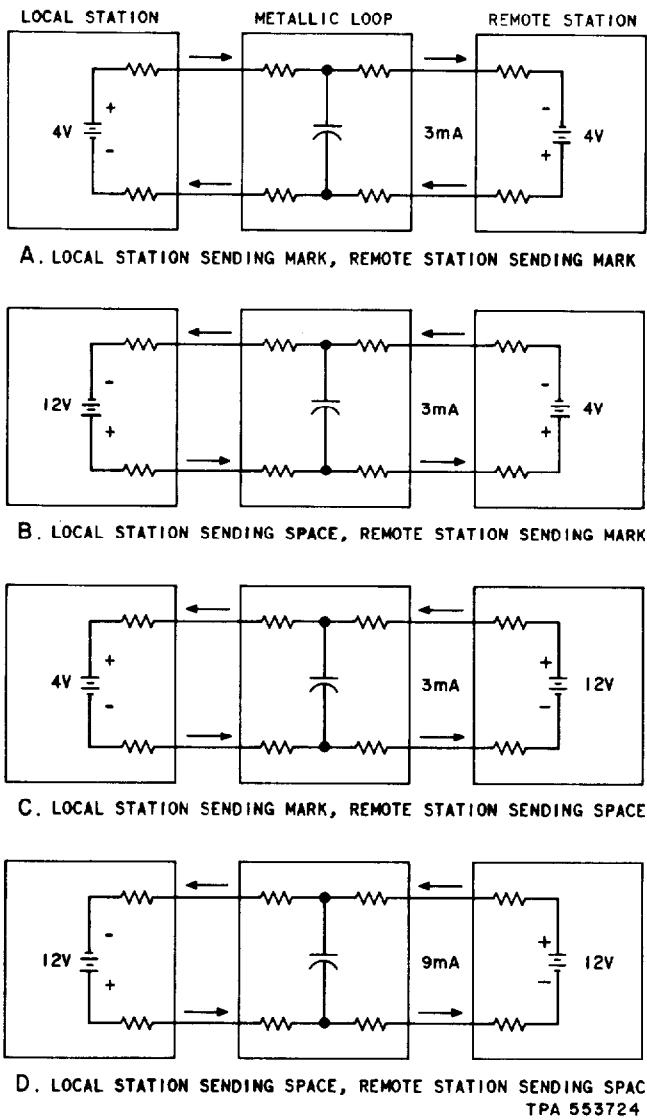 LOCAL STATION METALLIC LOOP REMOTE STATION
+ -
4V - 3mA + 4V
A. LOCAL STATION SENDING MARK, REMOTE STATION SENDING MARK
- -
12V + 3mA + 4V
B. LOCAL STATION SENDING SPACE, REMOTE STATION SENDING MARK
+ +
4V - 3mA - 12V
C. LOCAL STATION SENDING MARK, REMOTE STATION SENDING SPACE
- +
12V + 9mA - 12V
D. LOCAL STATION SENDING SPACE, REMOTE STATION SENDING SPAC
TPA 553724